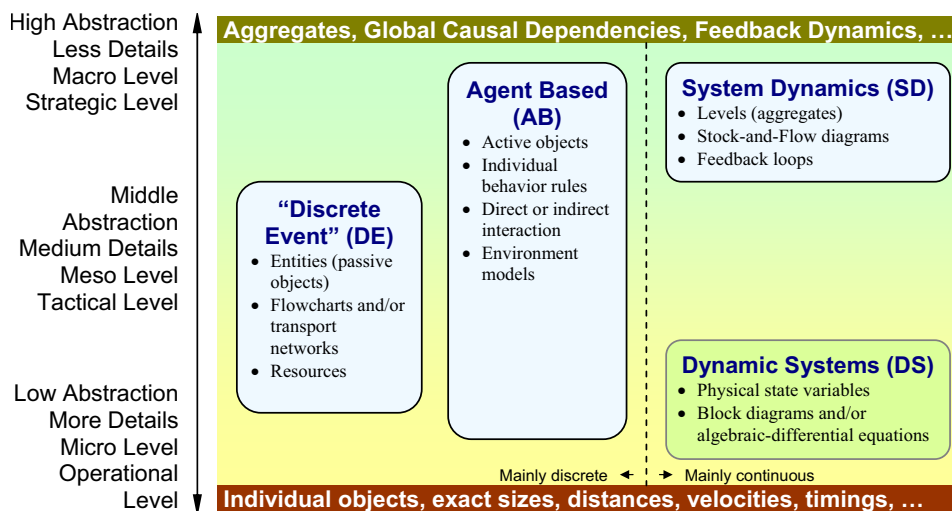 High Abstraction
Less Details
Macro Level
Strategic Level
Middle
Abstraction
Medium Details
Meso Level
Tactical Level
Low Abstraction
More Details
Micro Level
Operational
Level
Aggregates, Global Causal Dependencies, Feedback Dynamics, …
“Discrete
Event” (DE)
• Entities (passive
objects)
• Flowcharts and/or
transport
networks
• Resources
Agent Based
(AB)
• Active objects
• Individual
behavior rules
• Direct or indirect
interaction
• Environment
models
System Dynamics (SD)
• Levels (aggregates)
• Stock-and-Flow diagrams
• Feedback loops
Dynamic Systems (DS)
• Physical state variables
• Block diagrams and/or
algebraic-differential equations
Mainly discrete
Mainly continuous
Individual objects, exact sizes, distances, velocities, timings, …